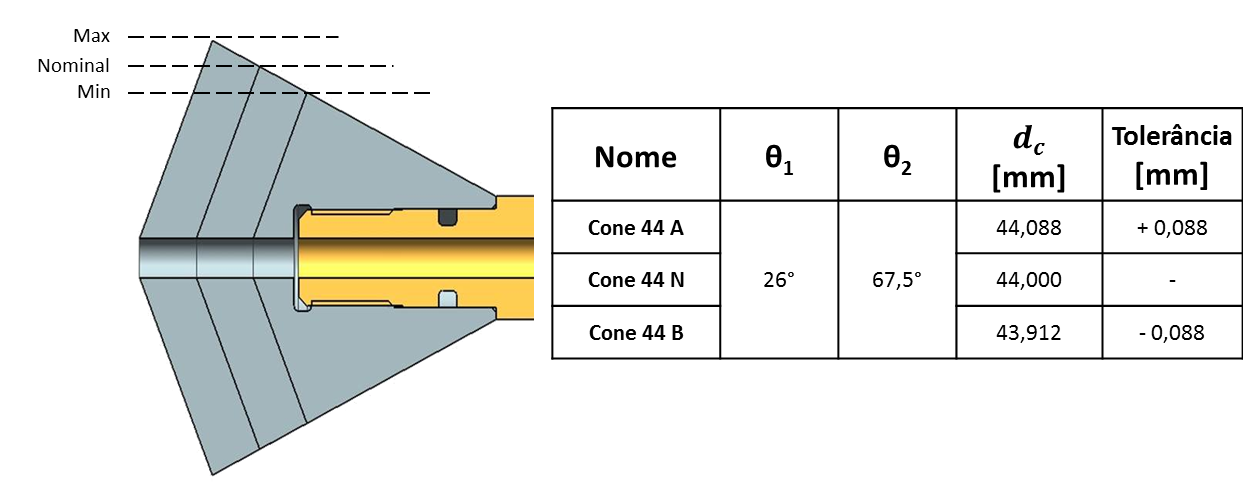 Max
Nominal
Min
Nome θ1 θ2 dc [mm] Tolerância [mm]
Cone 44 A 44,088 + 0,088
Cone 44 N 26° 67,5° 44,000 -
Cone 44 B 43,912 - 0,088